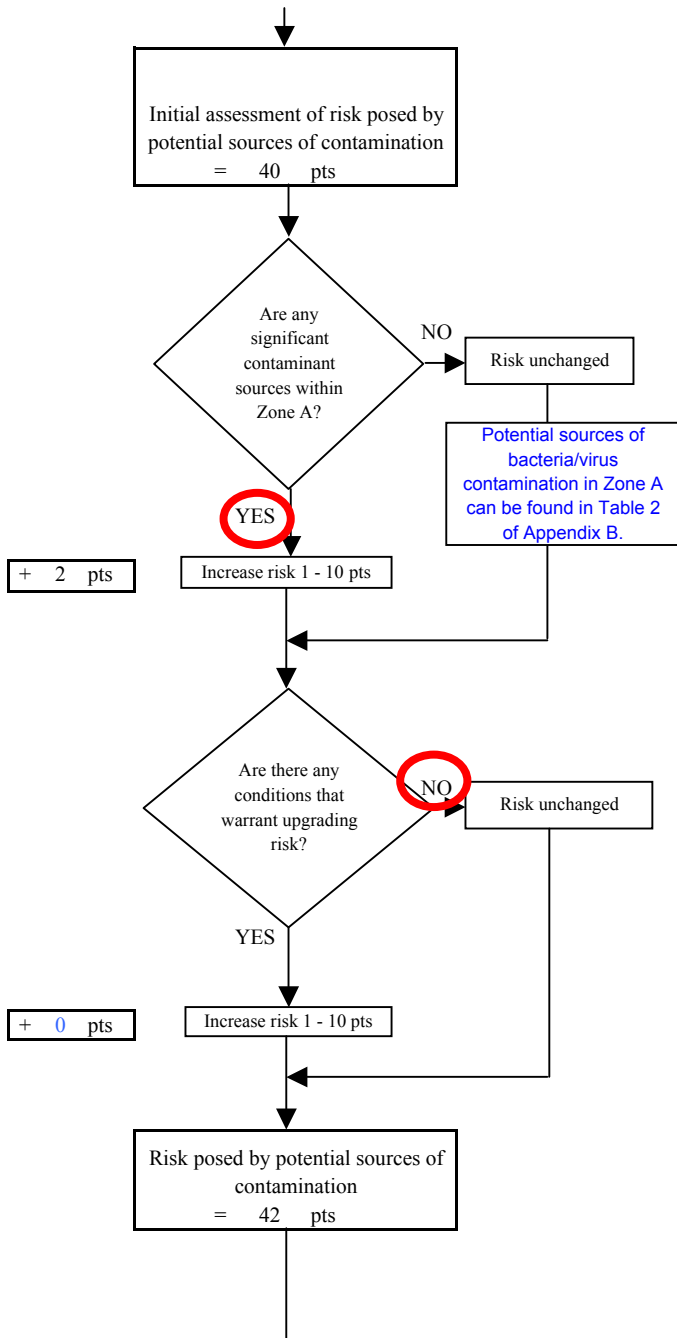 Initial assessment of risk posed by
potential sources of contamination
= 40 pts
Are any
significant
contaminant
sources within
Zone A?
NO
Risk unchanged
Potential sources of
bacteria/virus
contamination in Zone A
can be found in Table 2
of Appendix B.
YES
+ 2 pts
Increase risk 1 - 10 pts
Are there any
conditions that
warrant upgrading
risk?
NO
Risk unchanged
YES
+ 0 pts
Increase risk 1 - 10 pts
Risk posed by potential sources of
contamination
= 42 pts